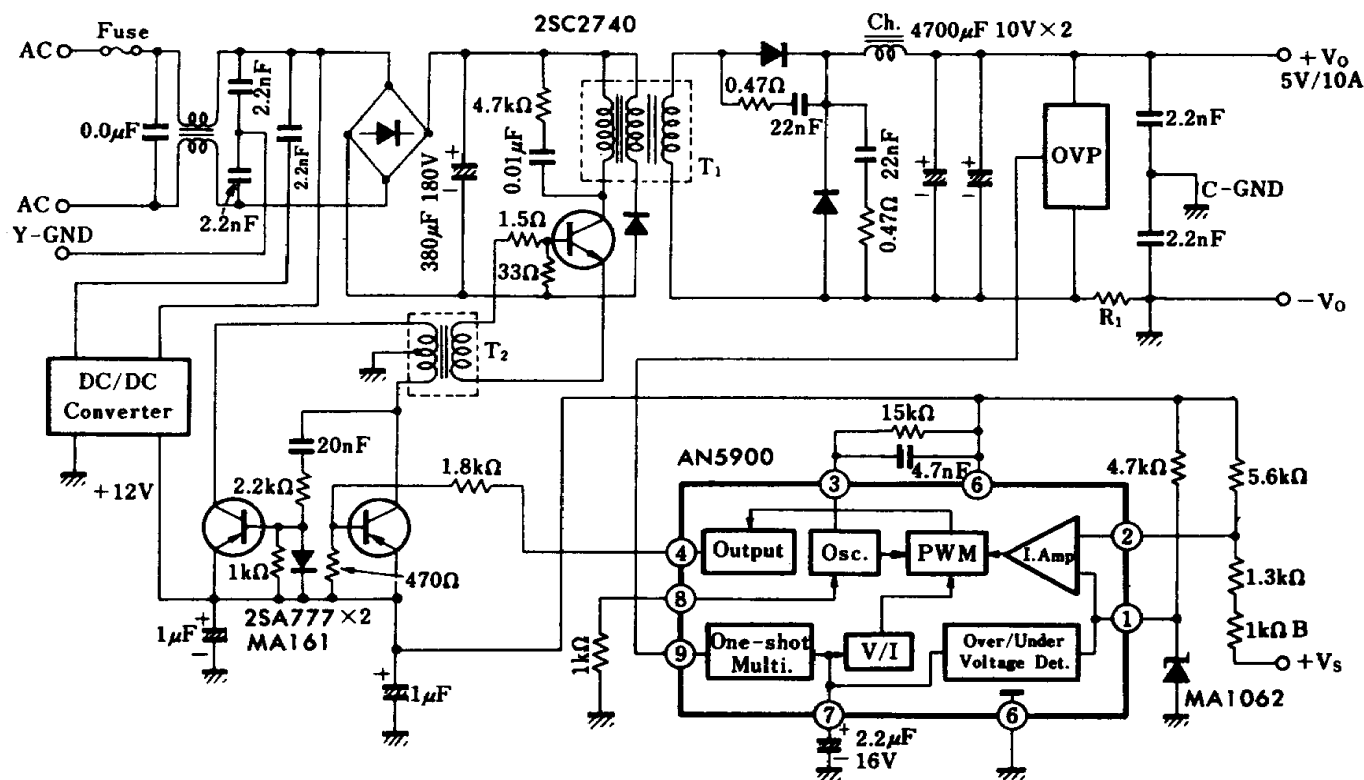 2SC2740
Ch.
4700µF 10V×2
AC
Fuse
+Vo
5V/10A
0.0µF
2.2nF
2.2nF
2.2nF
4.7kΩ
0.01µF
380µF 180V
+
-
T1
0.47Ω
22nF
22nF
0.47Ω
+
-
+
-
OVP
2.2nF
C-GND
2.2nF
AC
Y-GND
1.5Ω
33Ω
R1
-Vo
T2
DC/DC
Converter
+12V
20nF
2.2kΩ
1.8kΩ
1kΩ
470Ω
2SA777×2
MA161
+
1µF
-
+
1µF
15kΩ
4.7nF
AN5900
3
6
4.7kΩ
5.6kΩ
4
Output
Osc.
PWM
I.Amp
2
8
1.3kΩ
1
1kΩ B
1kΩ
9
One-shot
Multi.
V/I
Over/Under
Voltage Det.
+Vs
MA1062
7
6
+
2.2µF
-
16V